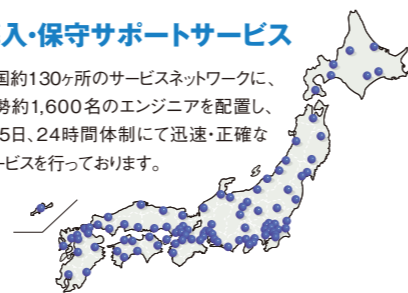 入・保守サポートサービス
国約130ヶ所のサービスネットワークに、
勢約1,600名のエンジニアを配置し、
5日、24時間体制にて迅速・正確な
ービスを行っております。